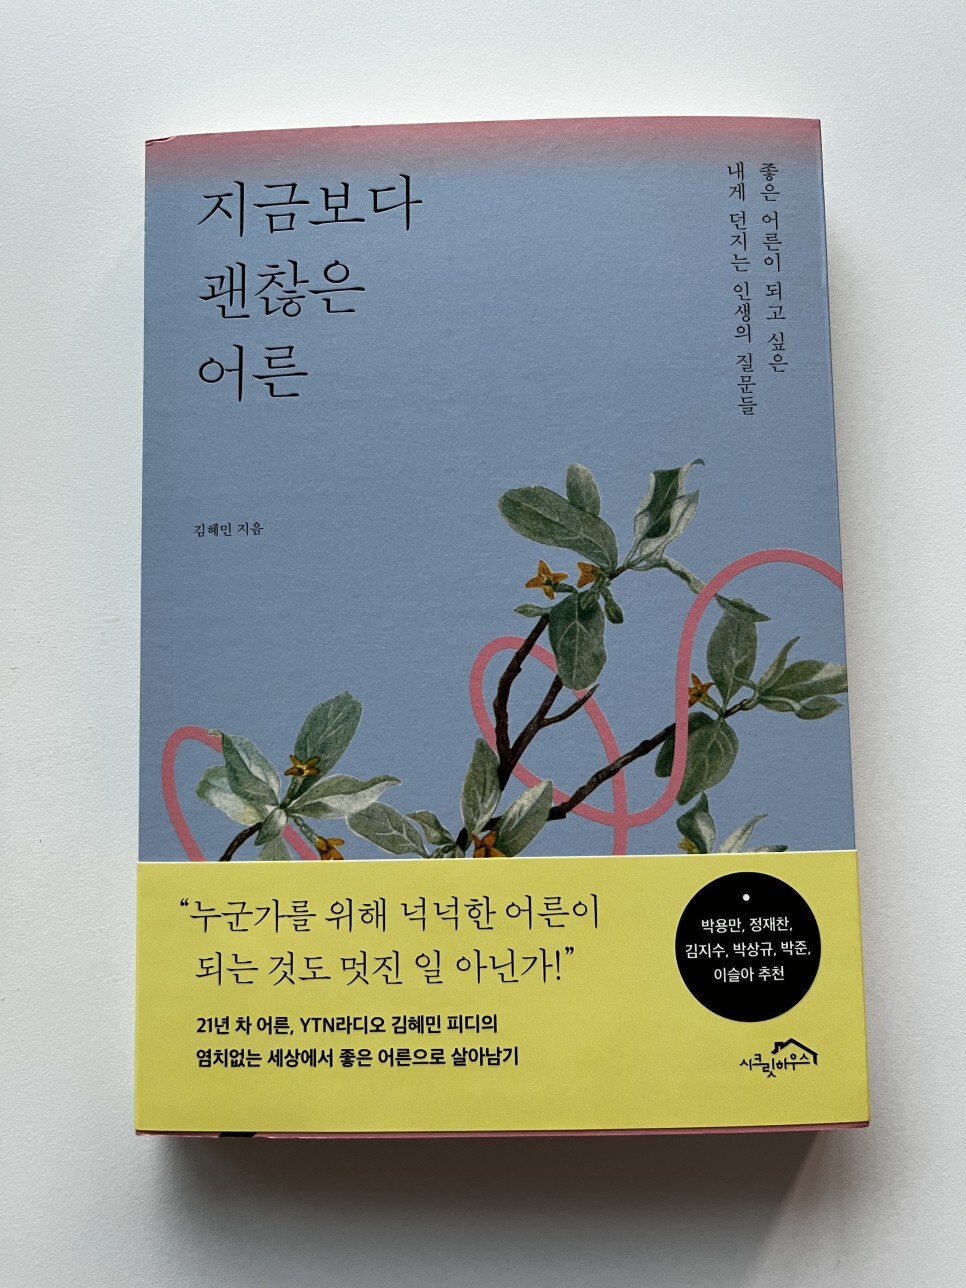 지금보다
괜찮은
어른
좋은 어른이 되고 싶은
내게 던지는 인생의 질문들
김혜민 지음
“누군가를 위해 넉넉한 어른이
되는 것도 멋진 일 아닌가!”
21년 차 어른, YTN라디오 김혜민 피디의
염치없는 세상에서 좋은 어른으로 살아남기
박용만, 정재찬,
김지수, 박상규, 박준,
이슬아 추천
시크릿하우스